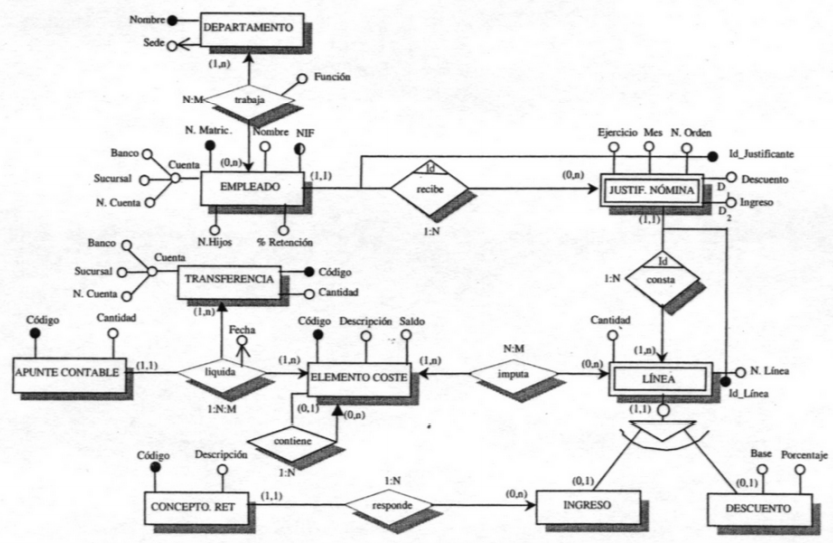 Nombre
DEPARTAMENTO
Sede
(1,n)
Función
N:M
trabaja
N. Matric.
Nombre
NIF
(0,n)
Banco
Cuenta
Sucursal
N. Cuenta
EMPLEADO
(1,1)
N.Hijos
% Retención
Id
recibe
1:N
(0,n)
Ejercicio
Mes
N. Orden
Id_Justificante
JUSTIF. NÓMINA
Descuento
D
1
Ingreso
D
2
(1,1)
Banco
Cuenta
Sucursal
N. Cuenta
TRANSFERENCIA
Código
Cantidad
(1,n)
1:N
Id
consta
Código
Cantidad
Fecha
Código
Descripción
Saldo
Cantidad
N:M
(1,n)
APUNTE CONTABLE
(1,1)
liquida
(1,n)
ELEMENTO COSTE
(1,n)
imputa
(0,n)
LÍNEA
N. Línea
Id_Línea
1:N:M
(0,1)
(0,n)
(1,1)
contiene
1:N
Código
Descripción
CONCEPTO. RET
(1,1)
1:N
responde
(0,n)
(0,1)
INGRESO
(0,1)
Base
Porcentaje
DESCUENTO